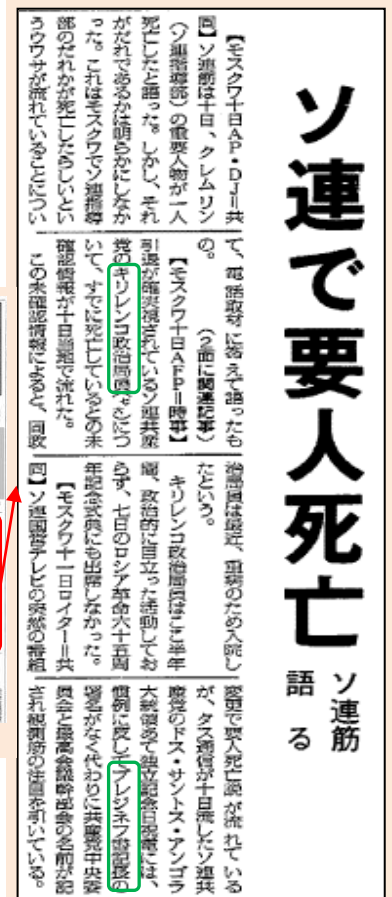 ソ連で要人死亡
ソ連筋
語る
【モスクワ十日AP・DJ=共
同】ソ連筋は十日、クレムリン
(ソ連指導部)の重要人物が一人
死亡したと語った。しかし、それ
がだれであるかは明らかにしなか
った。これはモスクワでソ連指導
部のだれかが死亡したらしいとい
うウワサが流れていることについ
て、電話取材に答えて語ったも
の。 (2面に関連記事)
【モスクワ十日AFP=時事】
引退が確実視されているソ連共産
党のキリレンコ政治局員につ
いて、すでに死亡しているとの未
確認情報が十日当地で流れた。
この未確認情報によると、同政
治局員は最近、重病のため入院し
たという。
キリレンコ政治局員はここ半年
間、政治的に目立った活動してお
らず、七日のロシア革命六十五周
年記念式典にも出席しなかった。
【モスクワ十一日ロイター=共
同】ソ連国営テレビの突然の番組
変更で要人死亡説が流れている
が、タス通信が十日流したソ連共
産党のドス・サントス・アンゴラ
大統領あて独立記念日祝電には、
慣例に反してブレジネフ書記長の
署名がなく代わりに共産党中央委
員会と最高会議幹部会の名前が記
され観測筋の注目を引いている。